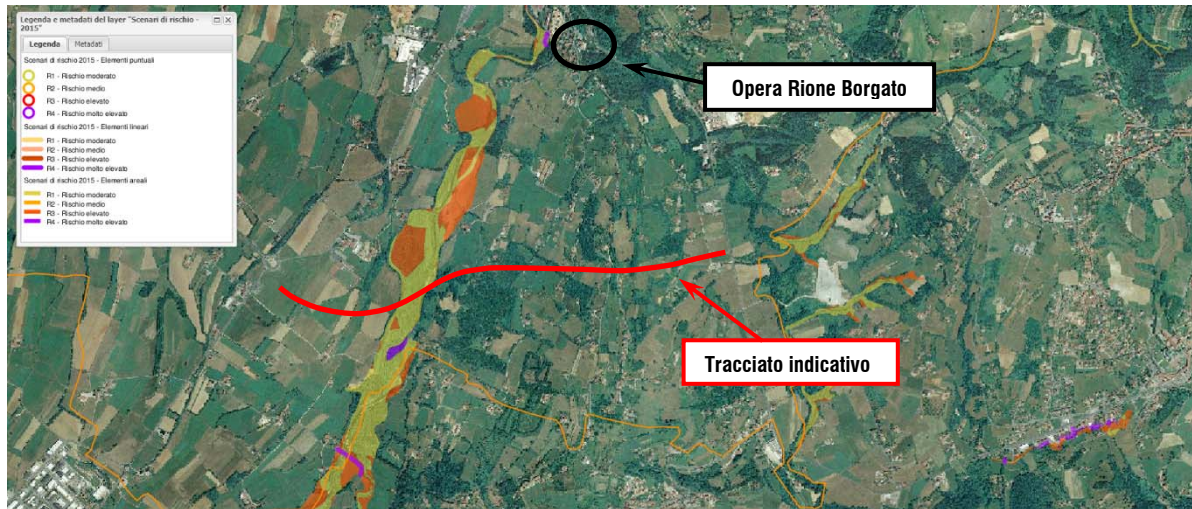 Legenda e metadati del layer "Scenari di rischio -
2015"
Legenda
Metadati
Scenari di rischio 2015 - Elementi puntuali
R1 - Rischio moderato
R2 - Rischio medio
R3 - Rischio elevato
R4 - Rischio molto elevato
Scenari di rischio 2015 - Elementi lineari
R1 - Rischio moderato
R2 - Rischio medio
R3 - Rischio elevato
R4 - Rischio molto elevato
Scenari di rischio 2015 - Elementi areali
R1 - Rischio moderato
R2 - Rischio medio
R3 - Rischio elevato
R4 - Rischio molto elevato
Opera Rione Borgato
Tracciato indicativo